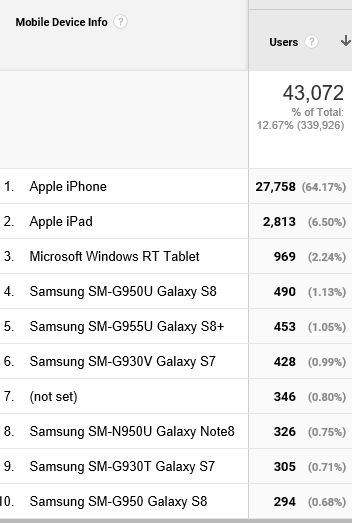 Mobile Device Info ?
Users ?
43,072
% of Total:
12.67% (339,926)
1. Apple iPhone 27,758 (64.17%)
2. Apple iPad 2,813 (6.50%)
3. Microsoft Windows RT Tablet 969 (2.24%)
4. Samsung SM-G950U Galaxy S8 490 (1.13%)
5. Samsung SM-G955U Galaxy S8+ 453 (1.05%)
6. Samsung SM-G930V Galaxy S7 428 (0.99%)
7. (not set) 346 (0.80%)
8. Samsung SM-N950U Galaxy Note8 326 (0.75%)
9. Samsung SM-G930T Galaxy S7 305 (0.71%)
10. Samsung SM-G950 Galaxy S8 294 (0.68%)